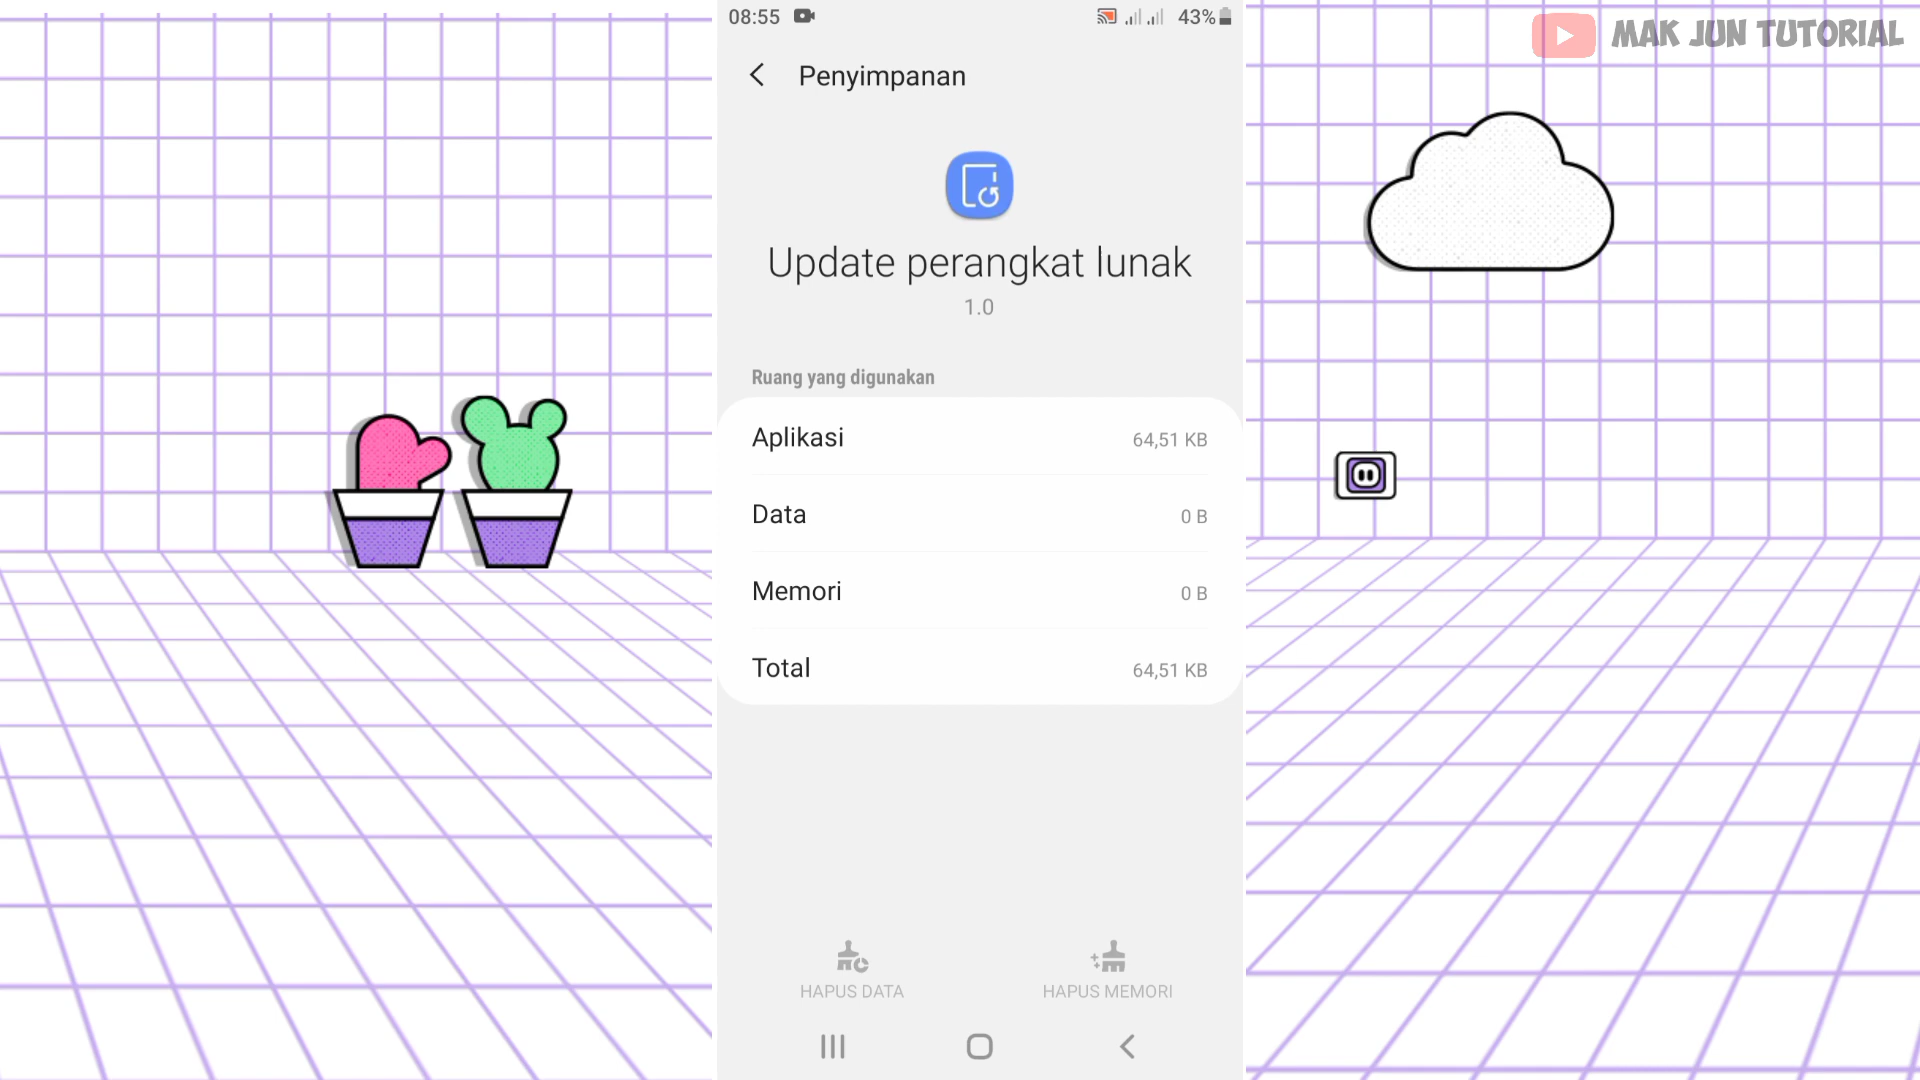 08:55
43%
MAK JUN TUTORIAL
Penyimpanan
Update perangkat lunak
1.0
Ruang yang digunakan
Aplikasi 64,51 KB
Data 0 B
Memori 0 B
Total 64,51 KB
HAPUS DATA HAPUS MEMORI